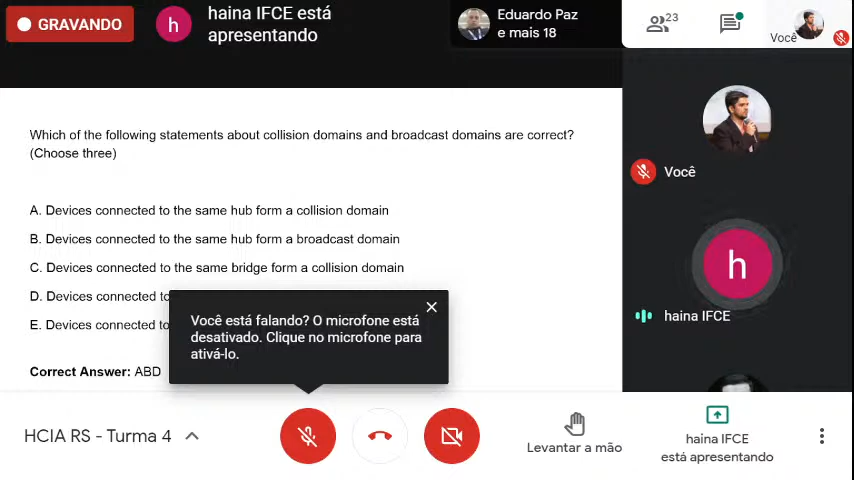 GRAVANDO
h
haina IFCE está
apresentando
Eduardo Paz
e mais 18
23
Você
Which of the following statements about collision domains and broadcast domains are correct?
(Choose three)
A. Devices connected to the same hub form a collision domain
B. Devices connected to the same hub form a broadcast domain
C. Devices connected to the same bridge form a collision domain
D. Devices connected to
E. Devices connected to
Correct Answer: ABD
Você está falando? O microfone está
desativado. Clique no microfone para
ativá-lo.
Você
h
haina IFCE
HCIA RS - Turma 4
Levantar a mão
haina IFCE
está apresentando